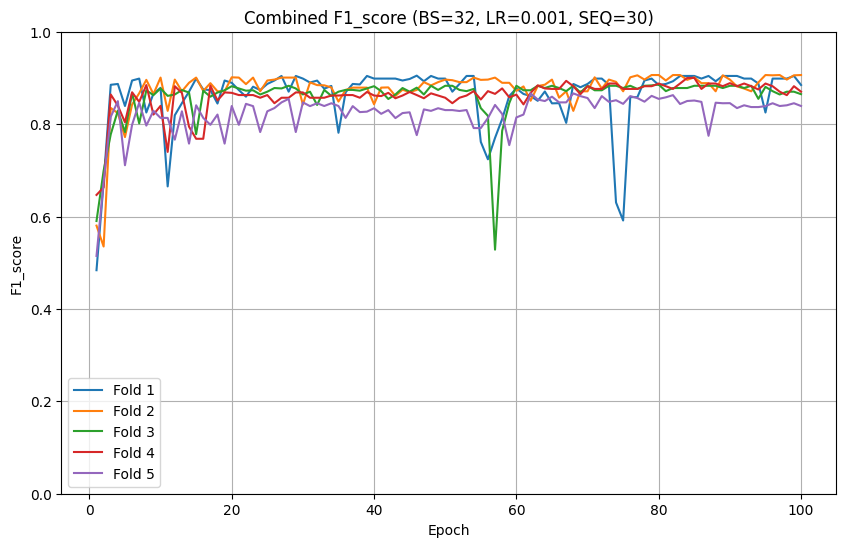 Combined F1_score (BS=32, LR=0.001, SEQ=30)
1.0
0.8
0.6
0.4
0.2
0.0
F1_score
Fold 1
Fold 2
Fold 3
Fold 4
Fold 5
0 20 40 60 80 100
Epoch